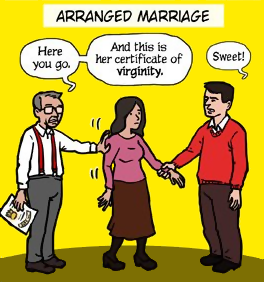 ARRANGED MARRIAGE
Here
you go.
And this is
her certificate of
virginity.
Sweet!